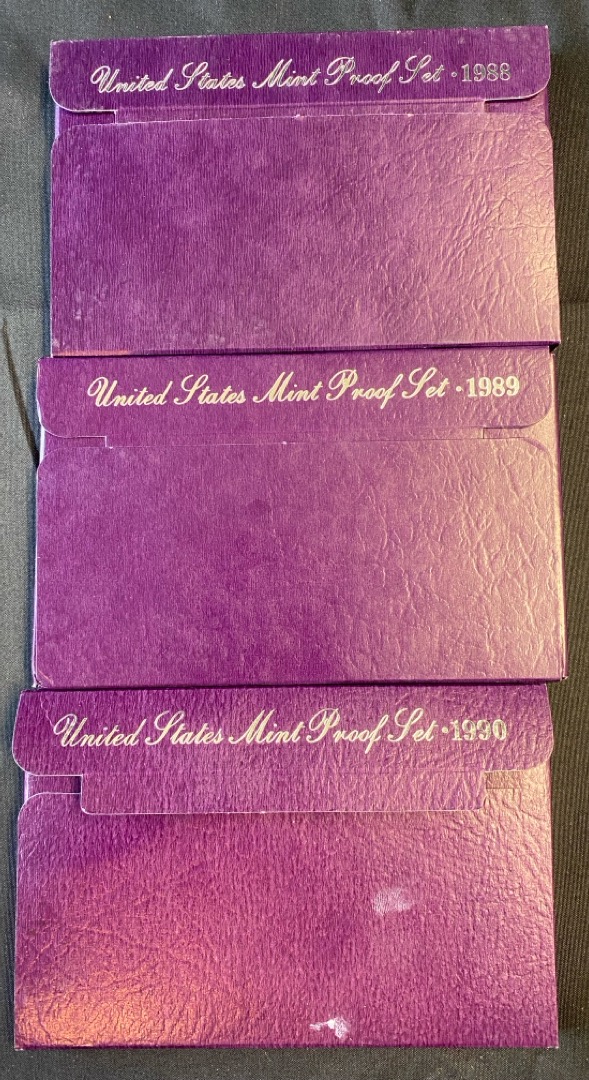 United States Mint Proof Set · 1988
United States Mint Proof Set · 1989
United States Mint Proof Set · 1990